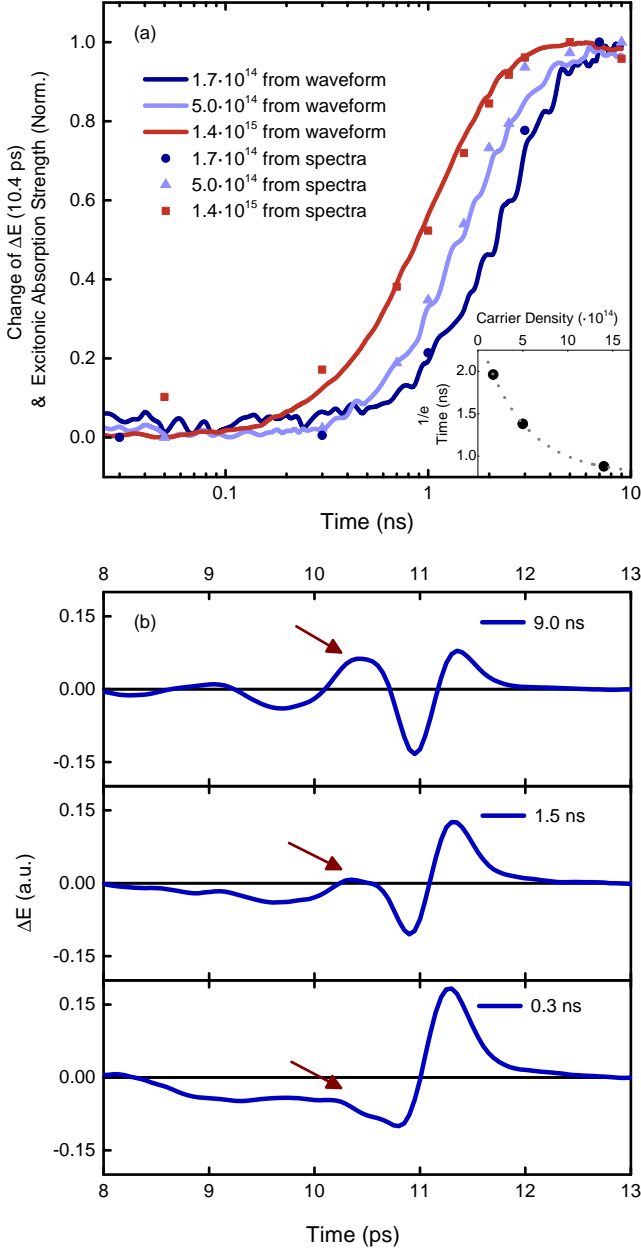 (a)
1.7·10¹⁴ from waveform
5.0·10¹⁴ from waveform
1.4·10¹⁵ from waveform
1.7·10¹⁴ from spectra
5.0·10¹⁴ from spectra
1.4·10¹⁵ from spectra
Change of ΔE (10.4 ps)
& Excitonic Absorption Strength (Norm.)
1.0
0.8
0.6
0.4
0.2
0.0
0.1 1 10
Time (ns)
Carrier Density (·10¹⁴)
0 5 10 15
2.0
1.5
1.0
1/e
Time (ns)
8 9 10 11 12 13
(b)
9.0 ns
0.15
0.00
-0.15
1.5 ns
0.15
0.00
-0.15
0.3 ns
0.15
0.00
-0.15
ΔE (a.u.)
8 9 10 11 12 13
Time (ps)